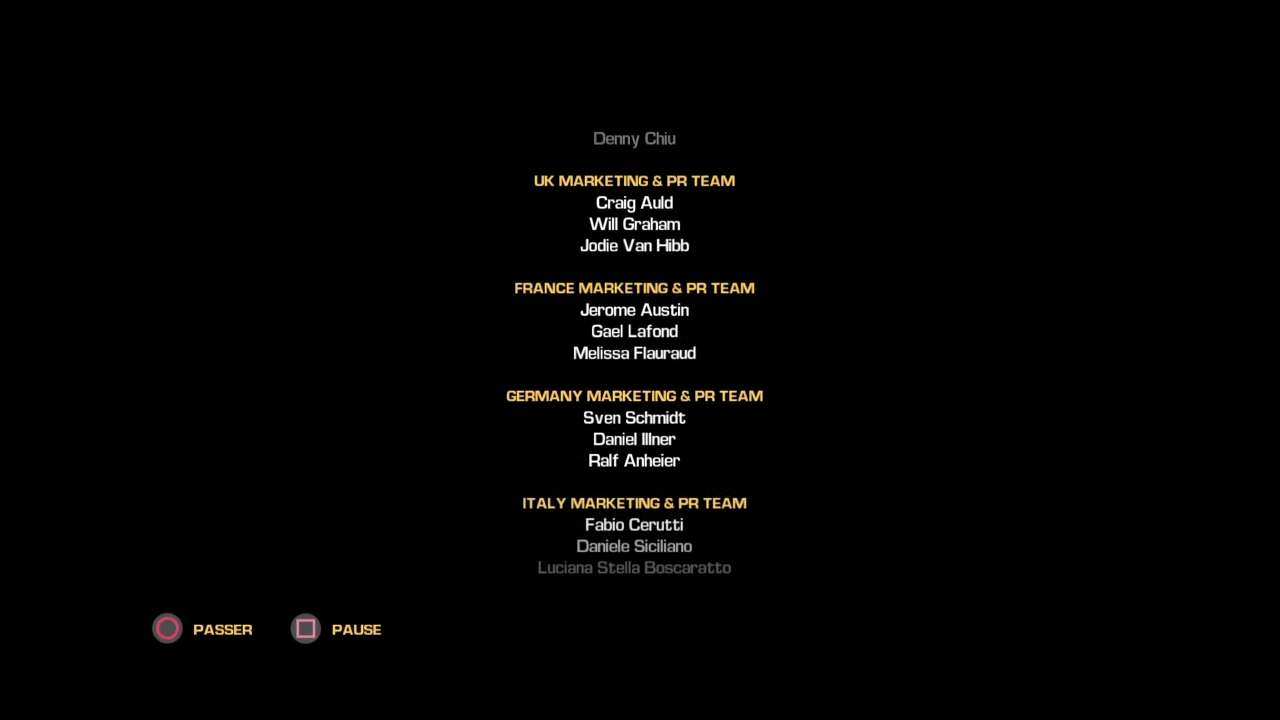 Denny Chiu
UK MARKETING & PR TEAM
Craig Auld
Will Graham
Jodie Van Hibb
FRANCE MARKETING & PR TEAM
Jerome Austin
Gael Lafond
Melissa Flauraud
GERMANY MARKETING & PR TEAM
Sven Schmidt
Daniel Illner
Ralf Anheier
ITALY MARKETING & PR TEAM
Fabio Cerutti
Daniele Siciliano
Luciana Stella Boscaratto
PASSER PAUSE